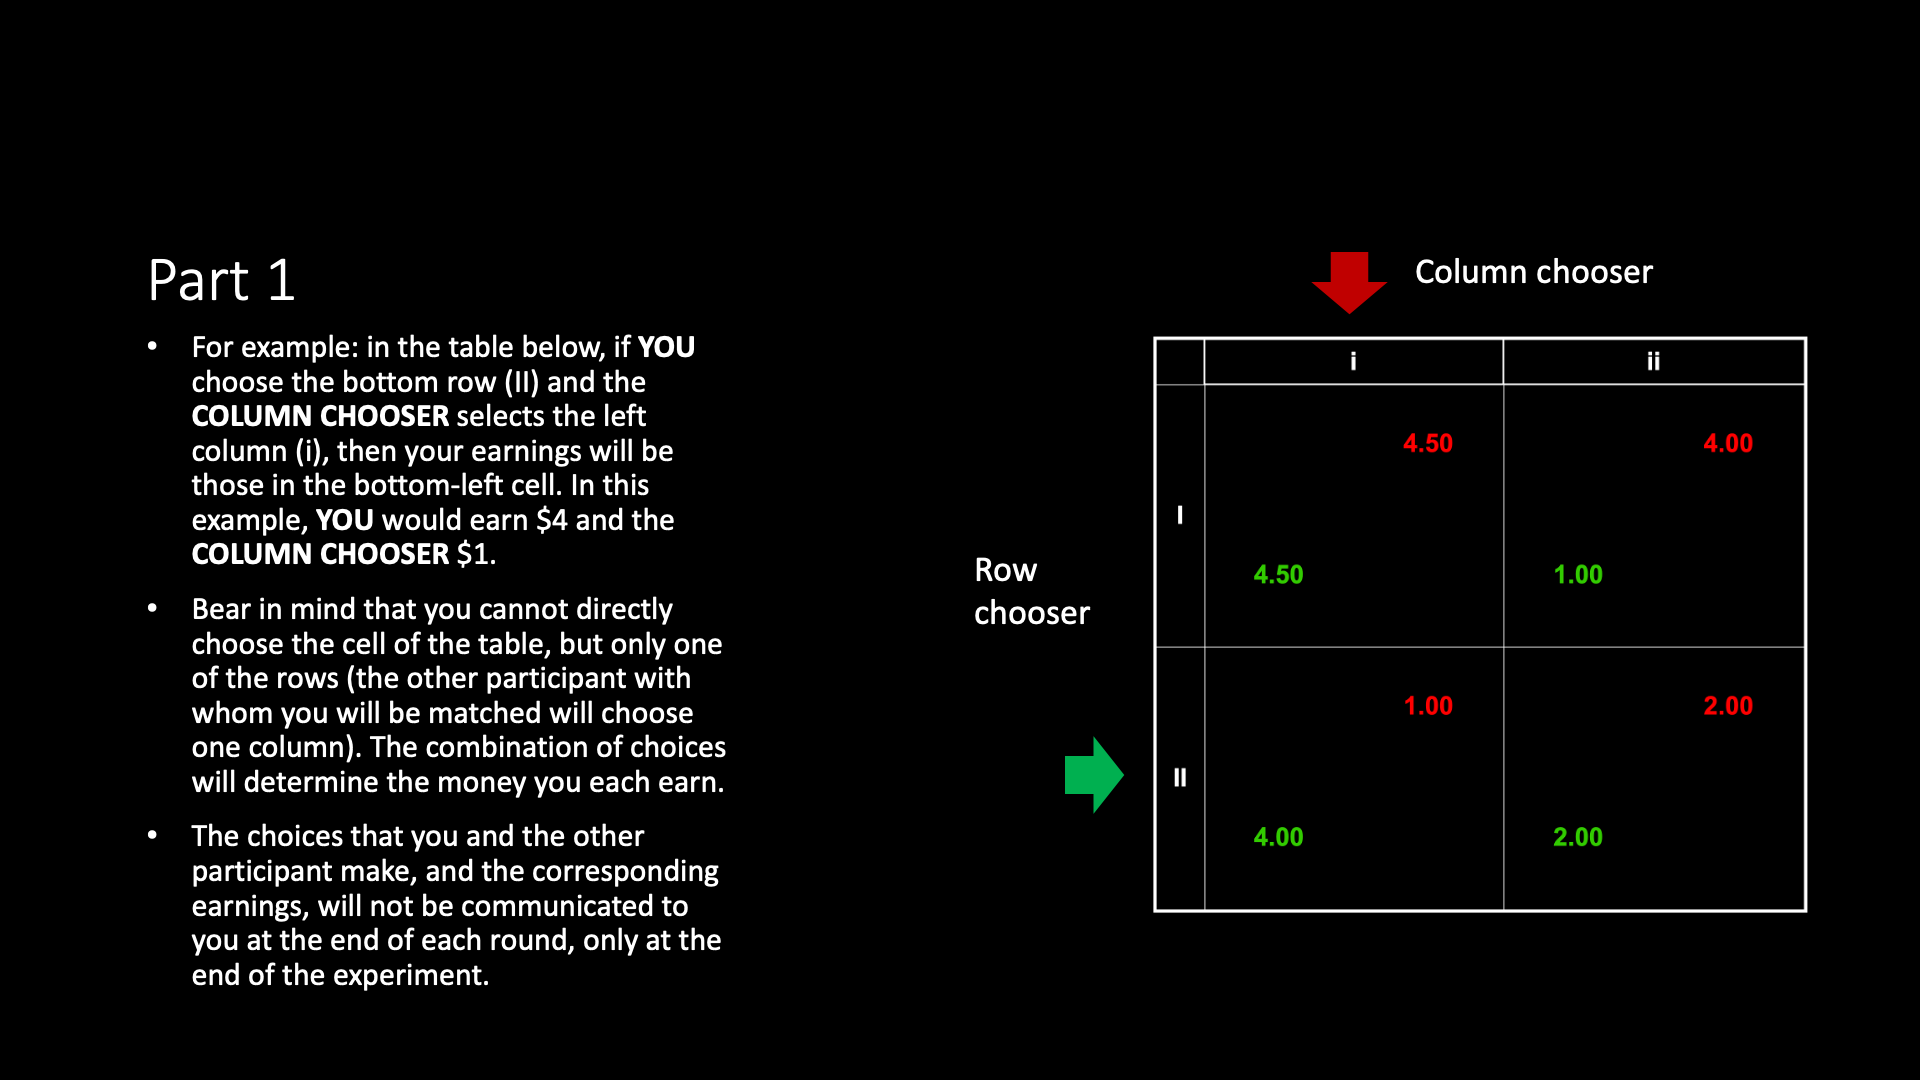 Part 1
• For example: in the table below, if YOU
choose the bottom row (II) and the
COLUMN CHOOSER selects the left
column (i), then your earnings will be
those in the bottom-left cell. In this
example, YOU would earn $4 and the
COLUMN CHOOSER $1.
• Bear in mind that you cannot directly
choose the cell of the table, but only one
of the rows (the other participant with
whom you will be matched will choose
one column). The combination of choices
will determine the money you each earn.
• The choices that you and the other
participant make, and the corresponding
earnings, will not be communicated to
you at the end of each round, only at the
end of the experiment.
Column chooser
Row
chooser
i ii
4.50 4.00
I
4.50 1.00
1.00 2.00
II
4.00 2.00